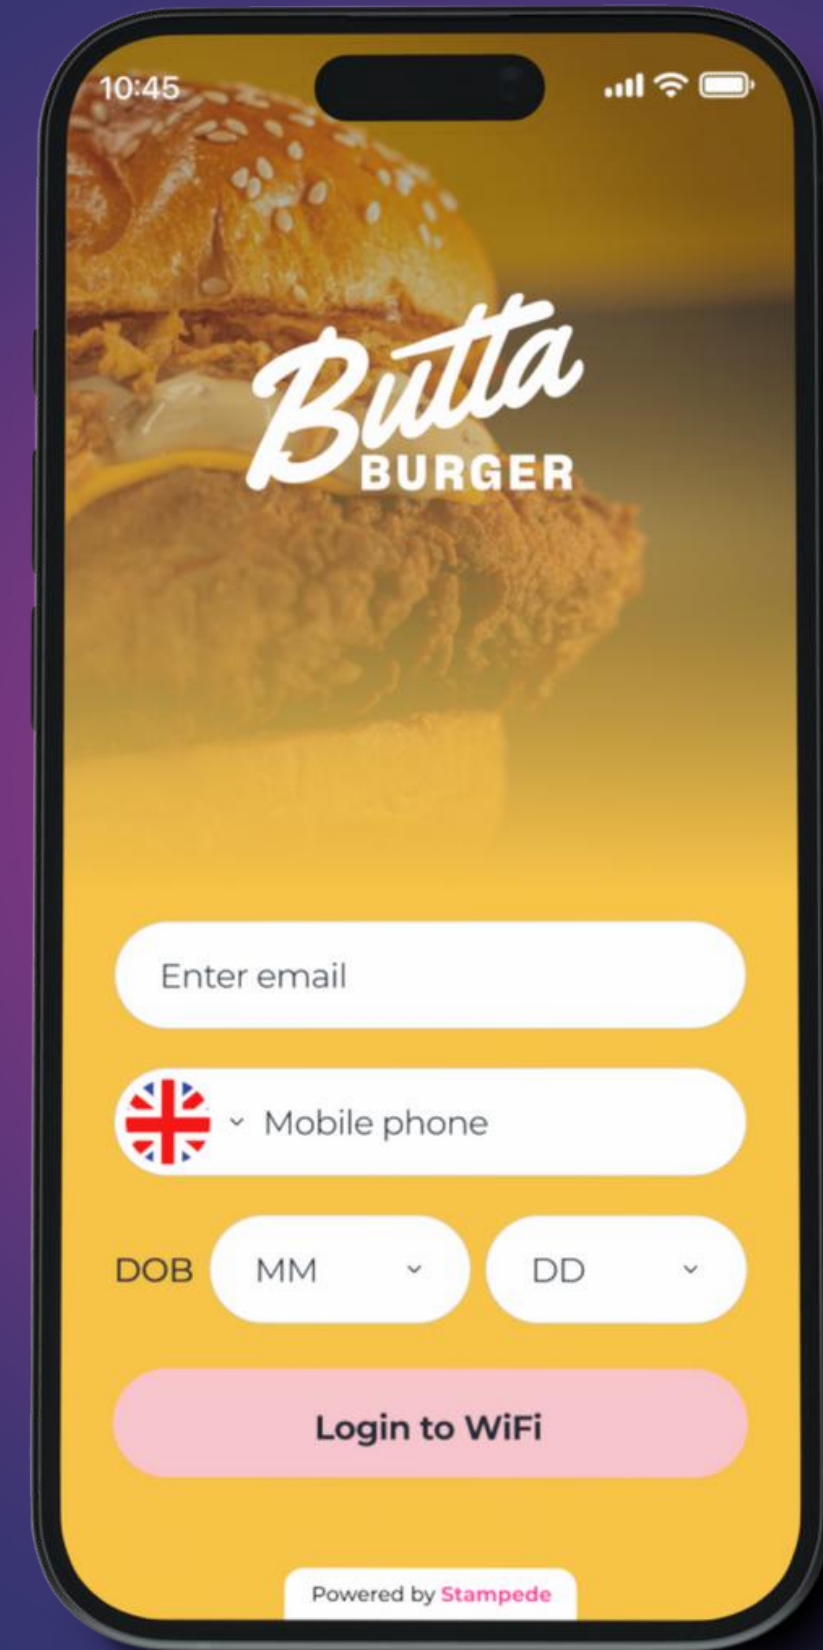 10:45
Butta
BURGER
Enter email
Mobile phone
DOB MM DD
Login to WiFi
Powered by Stampede